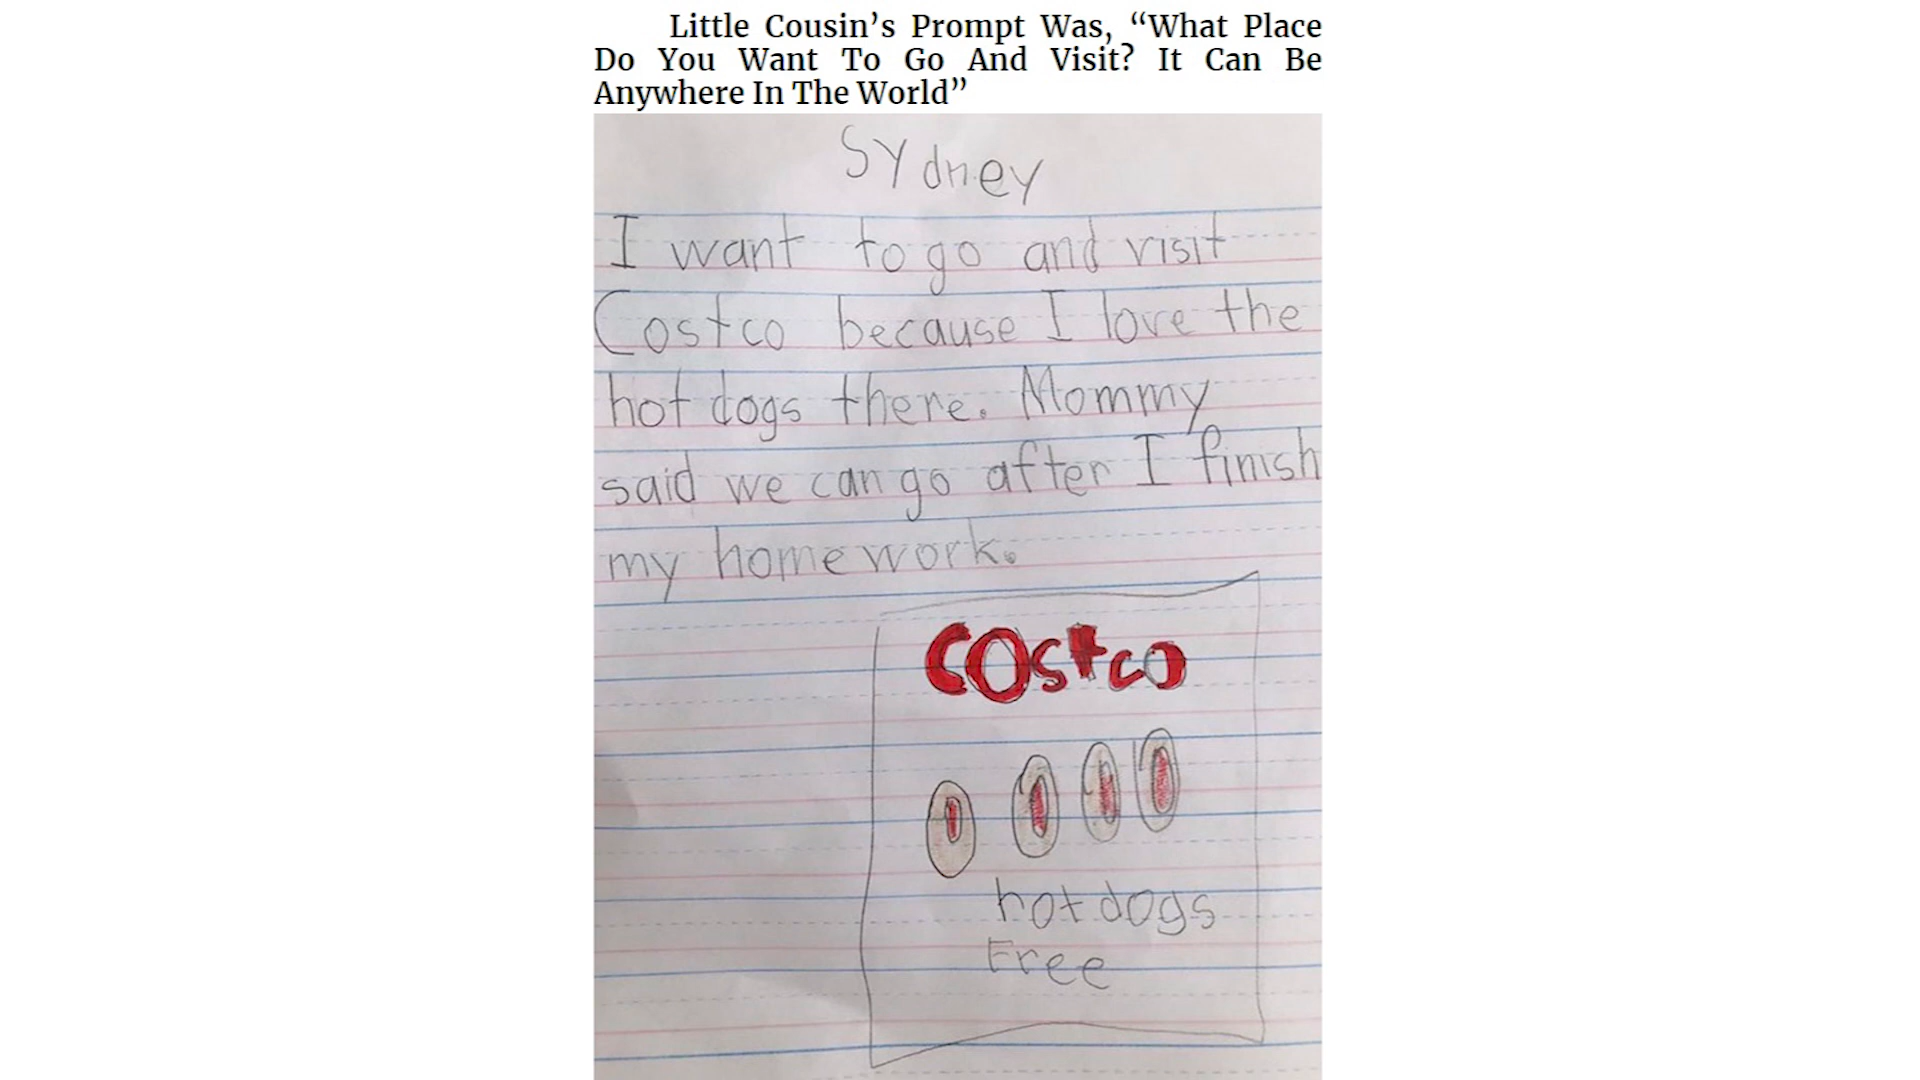 Little Cousin’s Prompt Was, “What Place
Do You Want To Go And Visit? It Can Be
Anywhere In The World”
Sydney
I want to go and visit
Costco because I love the
hot dogs there. Mommy
said we can go after I finish
my homework.
Costco
hot dogs
Free